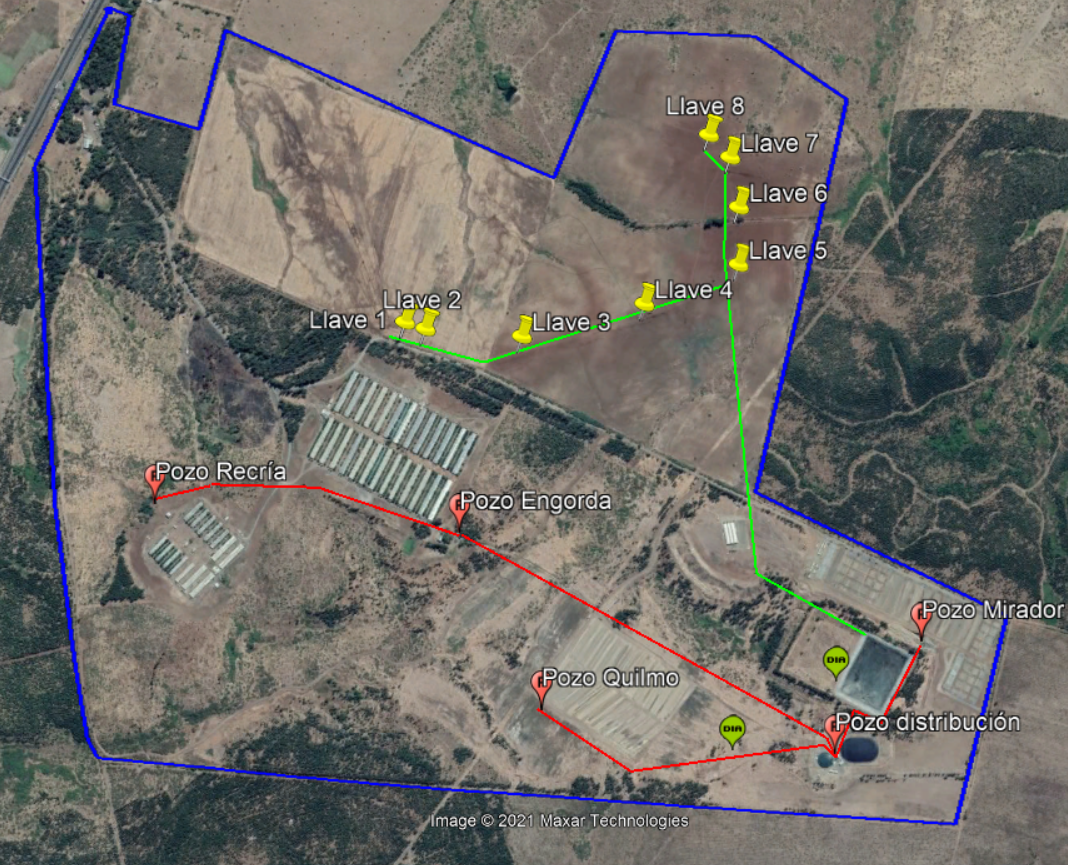 Llave 8
Llave 7
Llave 6
Llave 5
Llave 4
Llave 2
Llave 1
Llave 3
Pozo Recría
Pozo Engorda
Pozo Mirador
DIA
Pozo Quilmo
Pozo distribución
DIA
Image © 2021 Maxar Technologies